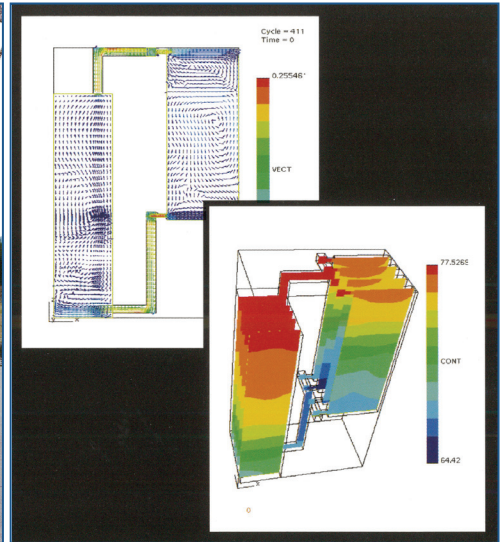 Cycle = 411
Time = 0
0.25546
VECT
77.5265
CONT
64.42
0